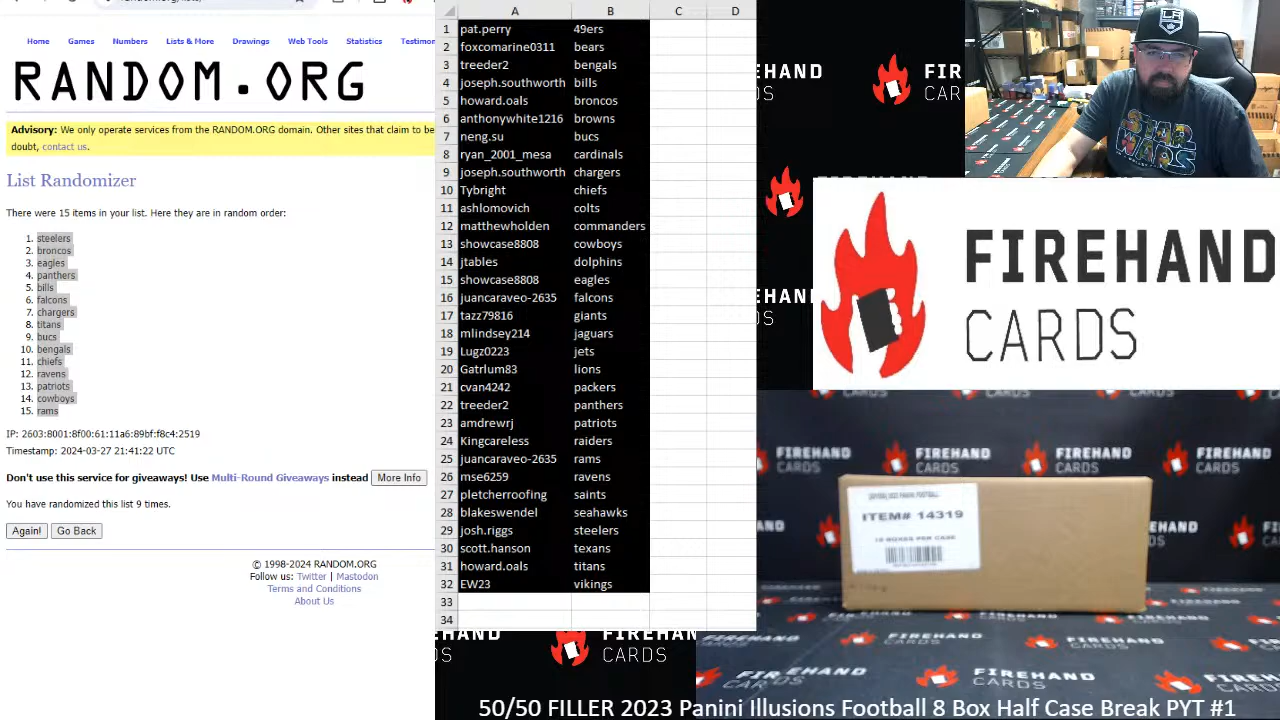 Home Games Numbers Lists & More Drawings Web Tools Statistics Testimor
RANDOM.ORG
Advisory: We only operate services from the RANDOM.ORG domain. Other sites that claim to be
doubt, contact us.
List Randomizer
There were 15 items in your list. Here they are in random order:
1. steelers
2. broncos
3. eagles
4. panthers
5. bills
6. falcons
7. chargers
8. titans
9. bucs
10. bengals
11. chiefs
12. ravens
13. patriots
14. cowboys
15. rams
IP: 2603:8001:8f00:61:11a6:89bf:f8c4:2519
Timestamp: 2024-03-27 21:41:22 UTC
Don't use this service for giveaways! Use Multi-Round Giveaways instead More Info
You have randomized this list 9 times.
Again! Go Back
© 1998-2024 RANDOM.ORG
Follow us: Twitter | Mastodon
Terms and Conditions
About Us
A B C D
1 pat.perry 49ers
2 foxcomarine0311 bears
3 treeder2 bengals
4 joseph.southworth bills
5 howard.oals broncos
6 anthonywhite1216 browns
7 neng.su bucs
8 ryan_2001_mesa cardinals
9 joseph.southworth chargers
10 Tybright chiefs
11 ashlomovich colts
12 matthewholden commanders
13 showcase8808 cowboys
14 jtables dolphins
15 showcase8808 eagles
16 juancaraveo-2635 falcons
17 tazz79816 giants
18 mlindsey214 jaguars
19 Lugz0223 jets
20 Gatrlum83 lions
21 cvan4242 packers
22 treeder2 panthers
23 amdrewrj patriots
24 Kingcareless raiders
25 juancaraveo-2635 rams
26 mse6259 ravens
27 pletcherroofing saints
28 blakeswendel seahawks
29 josh.riggs steelers
30 scott.hanson texans
31 howard.oals titans
32 EW23 vikings
33
34
EHAND
CARDS
FIR
CAR
STAR
WARS
FIREHAND
CARDS
FIREHAND
CARDS
ITEM# 14319
FIREHAND
CARDS
50/50 FILLER 2023 Panini Illusions Football 8 Box Half Case Break PYT #1